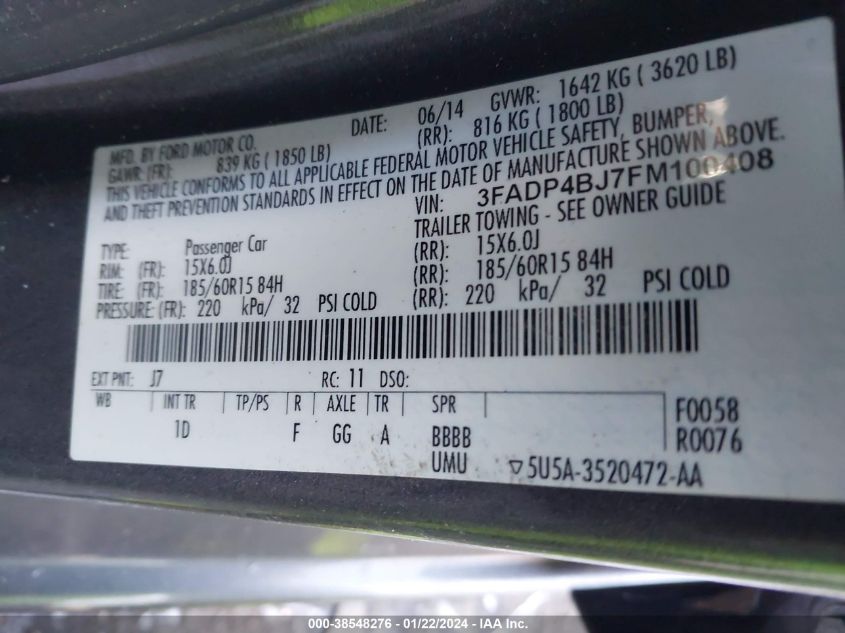 MFD. BY FORD MOTOR CO. DATE: 06/14 GVWR: 1642 KG ( 3620 LB)
GAWR: (FR): 839 KG ( 1850 LB) (RR): 816 KG ( 1800 LB)
THIS VEHICLE CONFORMS TO ALL APPLICABLE FEDERAL MOTOR VEHICLE SAFETY, BUMPER,
AND THEFT PREVENTION STANDARDS IN EFFECT ON THE DATE OF MANUFACTURE SHOWN ABOVE.
VIN: 3FADP4BJ7FM100408
TYPE: Passenger Car TRAILER TOWING - SEE OWNER GUIDE
RIM: (FR): 15X6.0J (RR): 15X6.0J
TIRE: (FR): 185/60R15 84H (RR): 185/60R15 84H
PRESSURE: (FR): 220 kPa/ 32 PSI COLD (RR): 220 kPa/ 32 PSI COLD
EXT PNT: J7 RC: 11 DSO:
WB INT TR TP/PS R AXLE TR SPR F0058
1D F GG A BBBB R0076
UMU ▽5U5A-3520472-AA
000-38548276 - 01/22/2024 - IAA Inc.